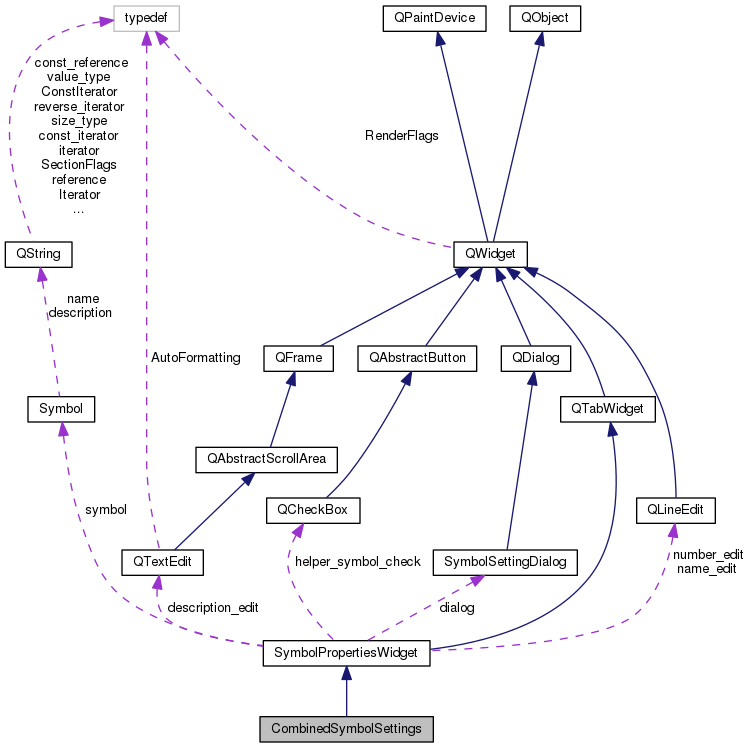 typedef
QPaintDevice
QObject
const_reference
value_type
ConstIterator
reverse_iterator
size_type
const_iterator
iterator
SectionFlags
reference
Iterator
...
RenderFlags
QString
QWidget
name
description
AutoFormatting
QFrame
QAbstractButton
QDialog
Symbol
QTabWidget
QAbstractScrollArea
symbol
QCheckBox
QLineEdit
QTextEdit
helper_symbol_check
SymbolSettingDialog
number_edit
name_edit
description_edit
dialog
SymbolPropertiesWidget
CombinedSymbolSettings